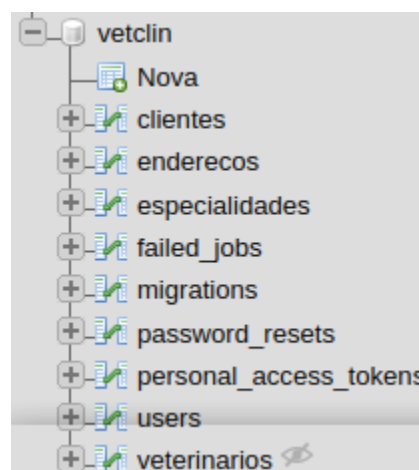 vetclin
Nova
clientes
enderecos
especialidades
failed_jobs
migrations
password_resets
personal_access_tokens
users
veterinarios